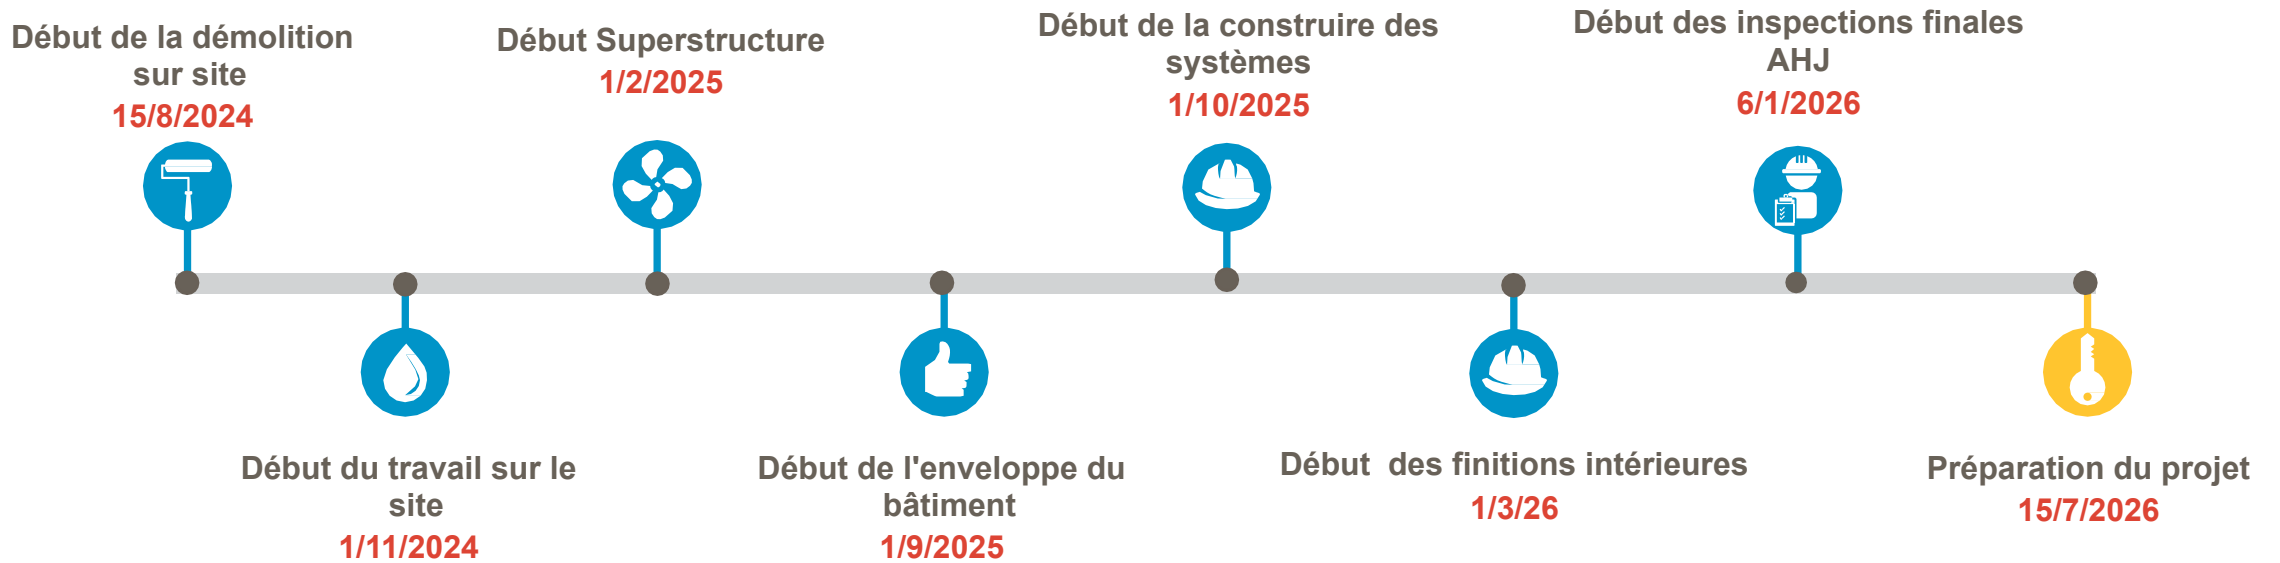 Début de la démolition
sur site
15/8/2024
Début du travail sur le
site
1/11/2024
Début Superstructure
1/2/2025
Début de l'enveloppe du
bâtiment
1/9/2025
Début de la construire des
systèmes
1/10/2025
Début  des finitions intérieures
1/3/26
Début des inspections finales
AHJ
6/1/2026
Préparation du projet
15/7/2026